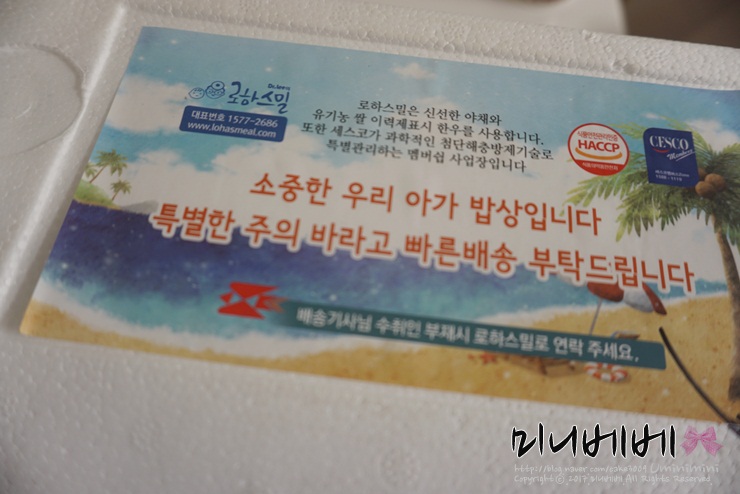 로하스밀
대표번호 1577-2686
www.lohasmeal.com
로하스밀은 신선한 야채와
유기농 쌀 이력제표시 한우를 사용합니다.
또한 세스코가 과학적인 첨단해충방제기술로
특별관리하는 멤버쉽 사업장입니다
HACCP
CESCO
Members
소중한 우리 아가 밥상입니다
특별한 주의 바라고 빠른배송 부탁드립니다
배송기사님 수취인 부재시 로하스밀로 연락 주세요.
미니베베